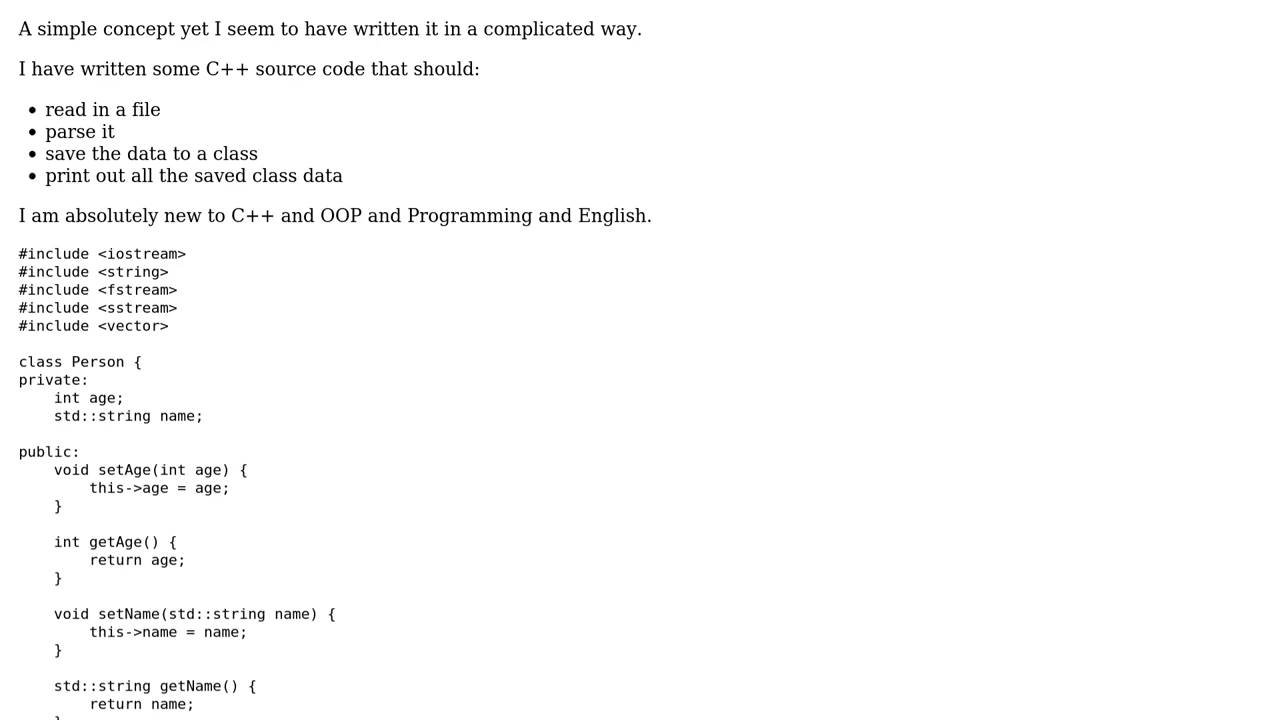 A simple concept yet I seem to have written it in a complicated way.
I have written some C++ source code that should:
• read in a file
• parse it
• save the data to a class
• print out all the saved class data
I am absolutely new to C++ and OOP and Programming and English.
#include <iostream>
#include <string>
#include <fstream>
#include <sstream>
#include <vector>
class Person {
private:
    int age;
    std::string name;
public:
    void setAge(int age) {
        this->age = age;
    }
    int getAge() {
        return age;
    }
    void setName(std::string name) {
        this->name = name;
    }
    std::string getName() {
        return name;
    }